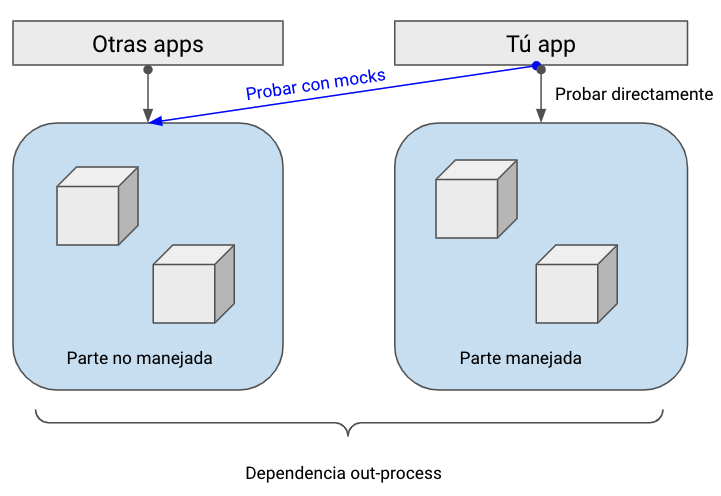 Otras apps
Tú app
Probar con mocks
Probar directamente
Parte no manejada
Parte manejada
Dependencia out-process